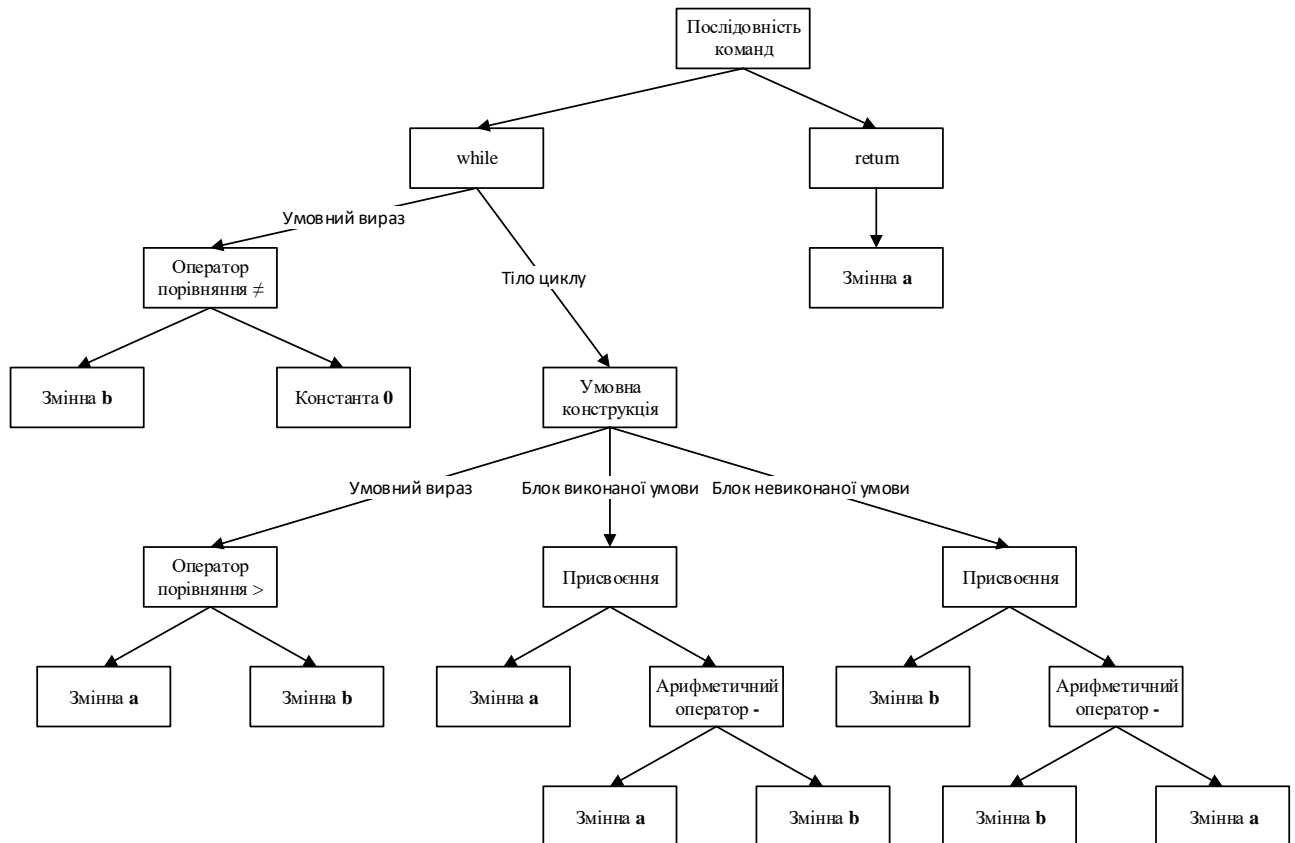 Послідовність
команд
while
return
Умовний вираз
Оператор
порівняння ≠
Тіло циклу
Змінна a
Змінна b
Константа 0
Умовна
конструкція
Умовний вираз
Блок виконаної умови
Блок невиконаної умови
Оператор
порівняння >
Присвоєння
Присвоєння
Змінна a
Змінна b
Змінна a
Арифметичний
оператор -
Змінна b
Арифметичний
оператор -
Змінна a
Змінна b
Змінна b
Змінна a